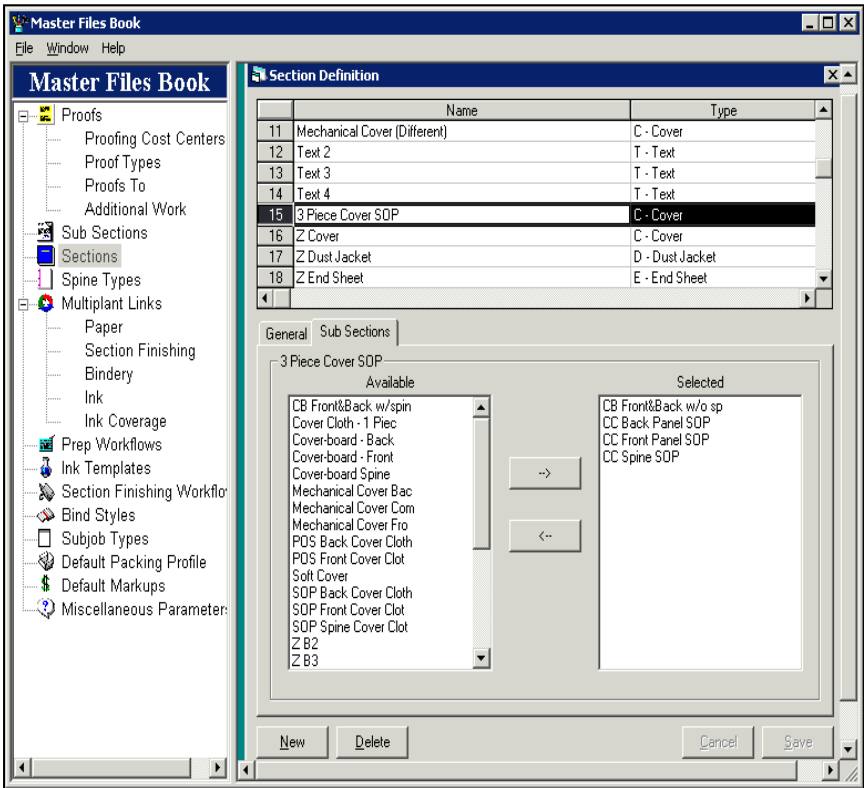 Master Files Book
File Window Help
Master Files Book
Proofs
Proofing Cost Centers
Proof Types
Proofs To
Additional Work
Sub Sections
Sections
Spine Types
Multiplant Links
Paper
Section Finishing
Bindery
Ink
Ink Coverage
Prep Workflows
Ink Templates
Section Finishing Workflo
Bind Styles
Subjob Types
Default Packing Profile
Default Markups
Miscellaneous Parameter
Section Definition
Name Type
11 Mechanical Cover (Different) C - Cover
12 Text 2 T - Text
13 Text 3 T - Text
14 Text 4 T - Text
15 3 Piece Cover SOP C - Cover
16 Z Cover C - Cover
17 Z Dust Jacket D - Dust Jacket
18 Z End Sheet E - End Sheet
General Sub Sections
3 Piece Cover SOP
Available
CB Front&Back w/spin
Cover Cloth - 1 Piec
Cover-board - Back
Cover-board - Front
Cover-board Spine
Mechanical Cover Bac
Mechanical Cover Com
Mechanical Cover Fro
POS Back Cover Cloth
POS Front Cover Clot
Soft Cover
SOP Back Cover Cloth
SOP Front Cover Clot
SOP Spine Cover Clot
Z B2
Z B3
-->
<--
Selected
CB Front&Back w/o sp
CC Back Panel SOP
CC Front Panel SOP
CC Spine SOP
New Delete Cancel Save